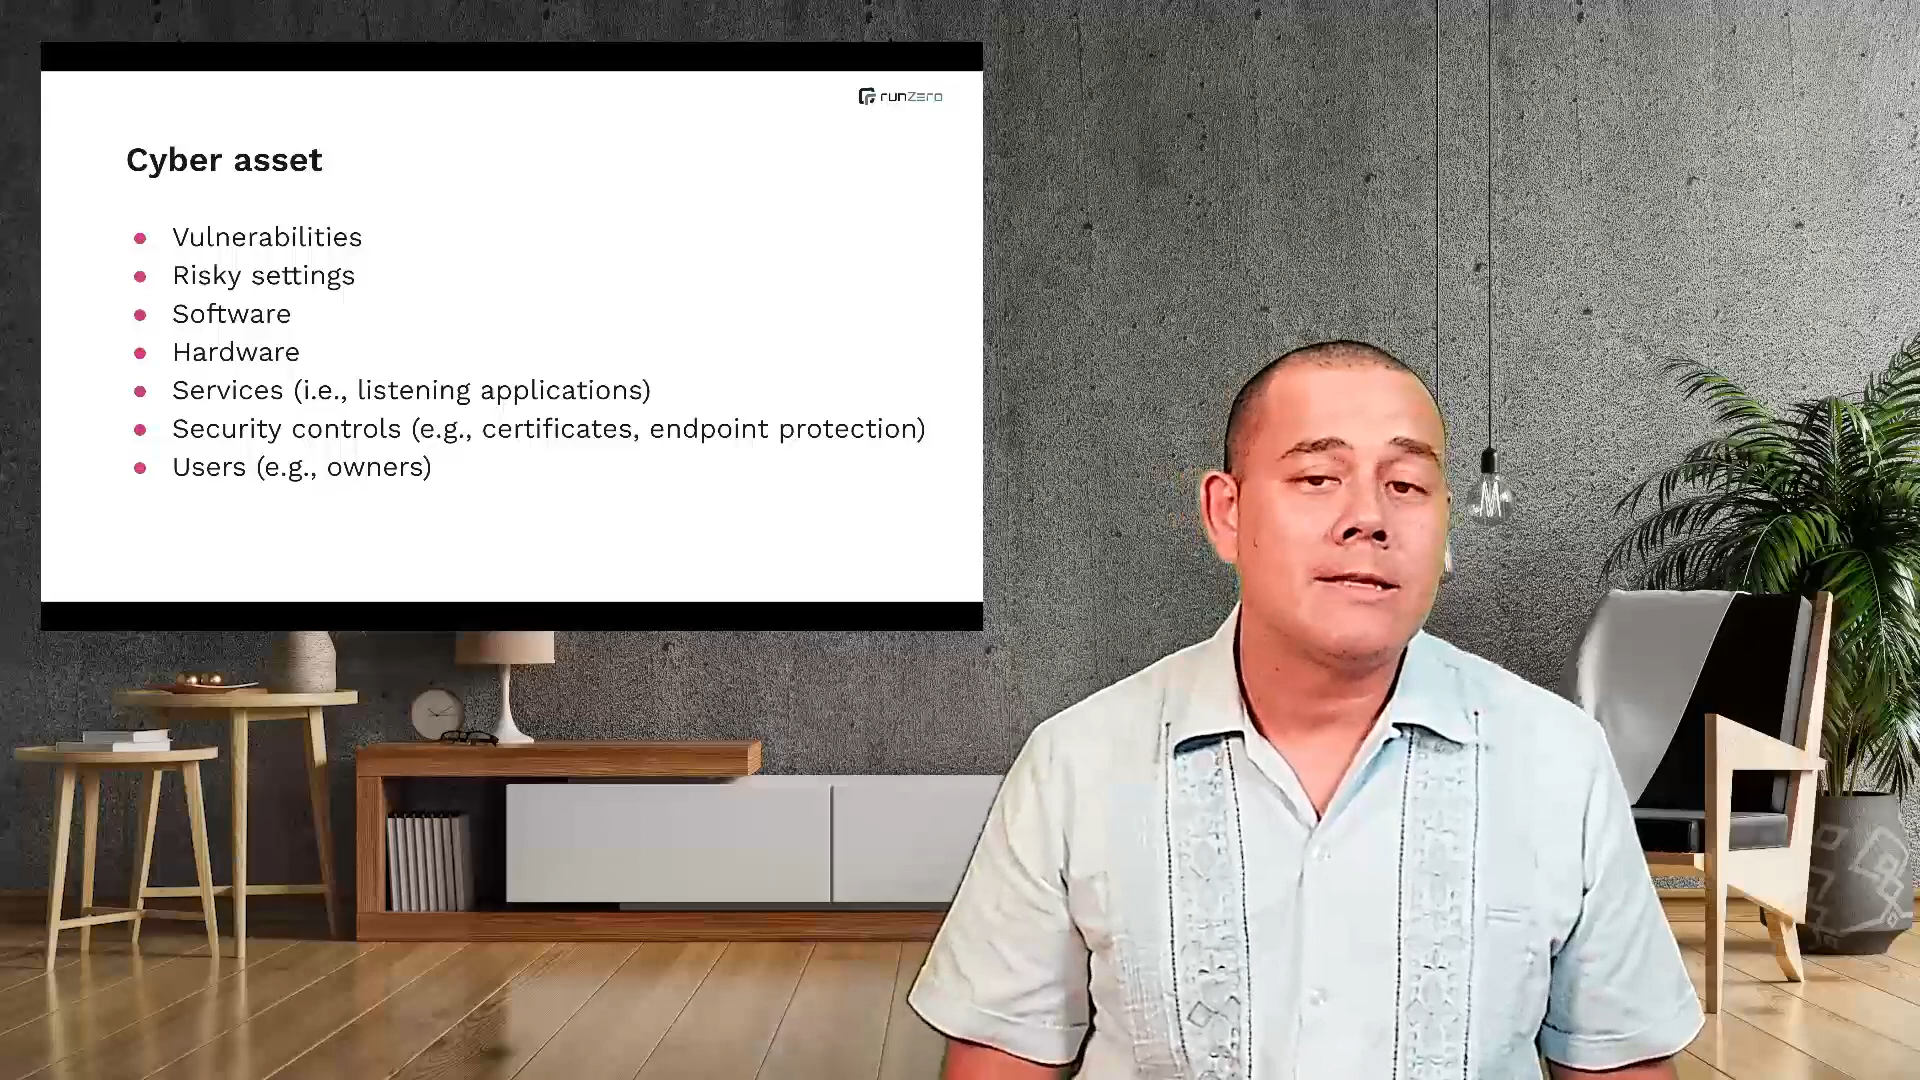 runZero
Cyber asset
Vulnerabilities
Risky settings
Software
Hardware
Services (i.e., listening applications)
Security controls (e.g., certificates, endpoint protection)
Users (e.g., owners)